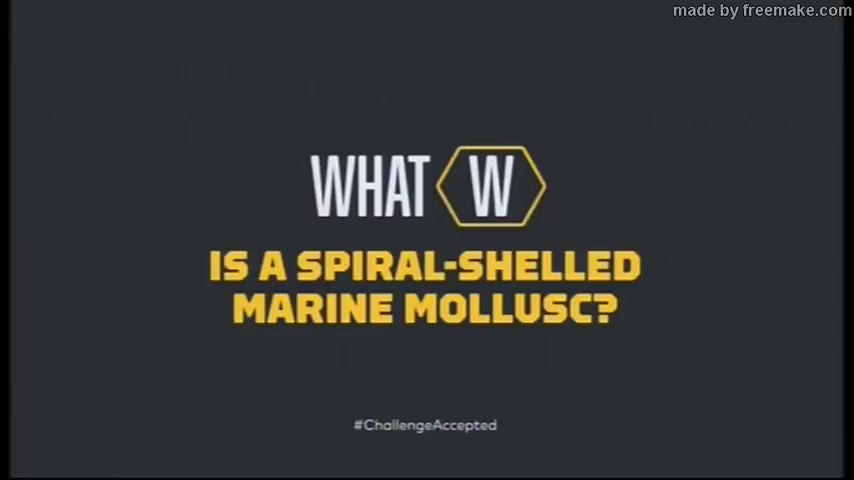 made by freemake.com
WHAT W
IS A SPIRAL-SHELLED
MARINE MOLLUSC?
#ChallengeAccepted